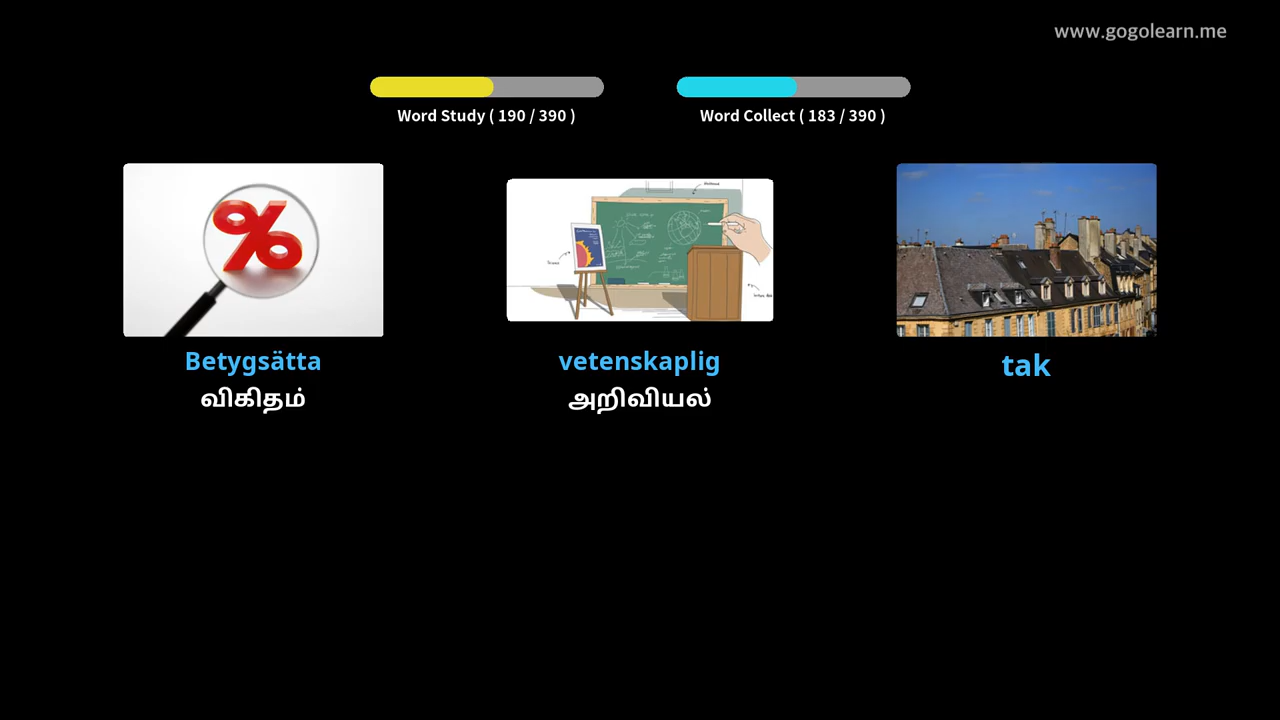 www.gogolearn.me
Word Study ( 190 / 390 )
Word Collect ( 183 / 390 )
%
Betygsätta
விகிதம்
vetenskaplig
அறிவியல்
tak